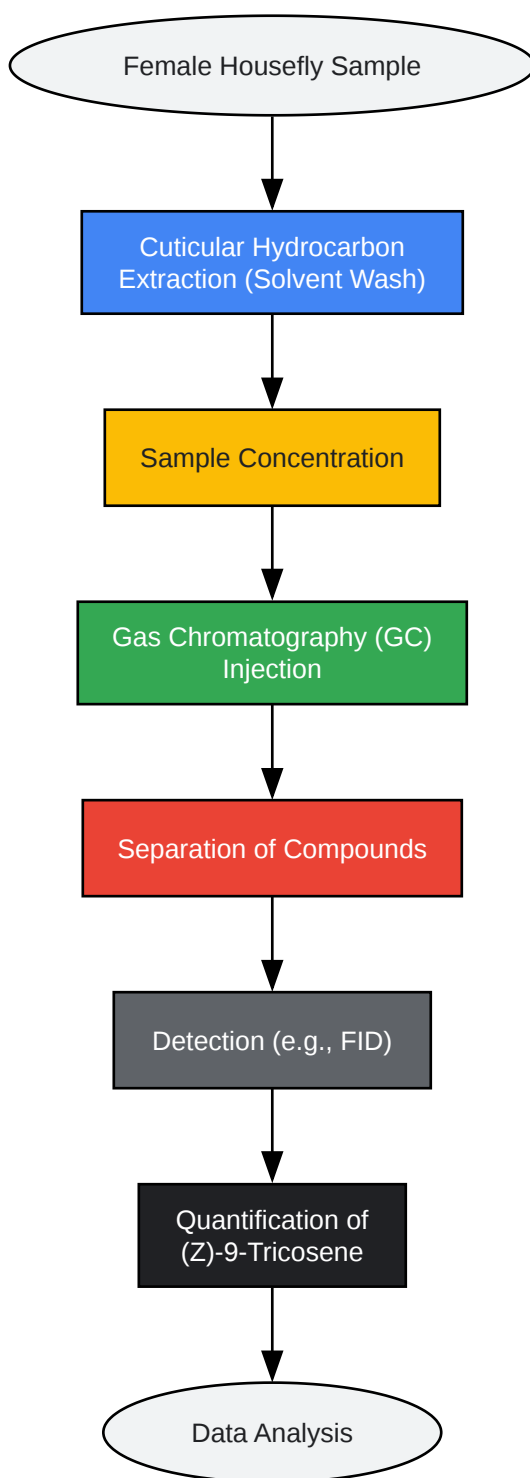 Female Housefly Sample
Cuticular Hydrocarbon
Extraction (Solvent Wash)
Sample Concentration
Gas Chromatography (GC)
Injection
Separation of Compounds
Detection (e.g., FID)
Quantification of
(Z)-9-Tricosene
Data Analysis